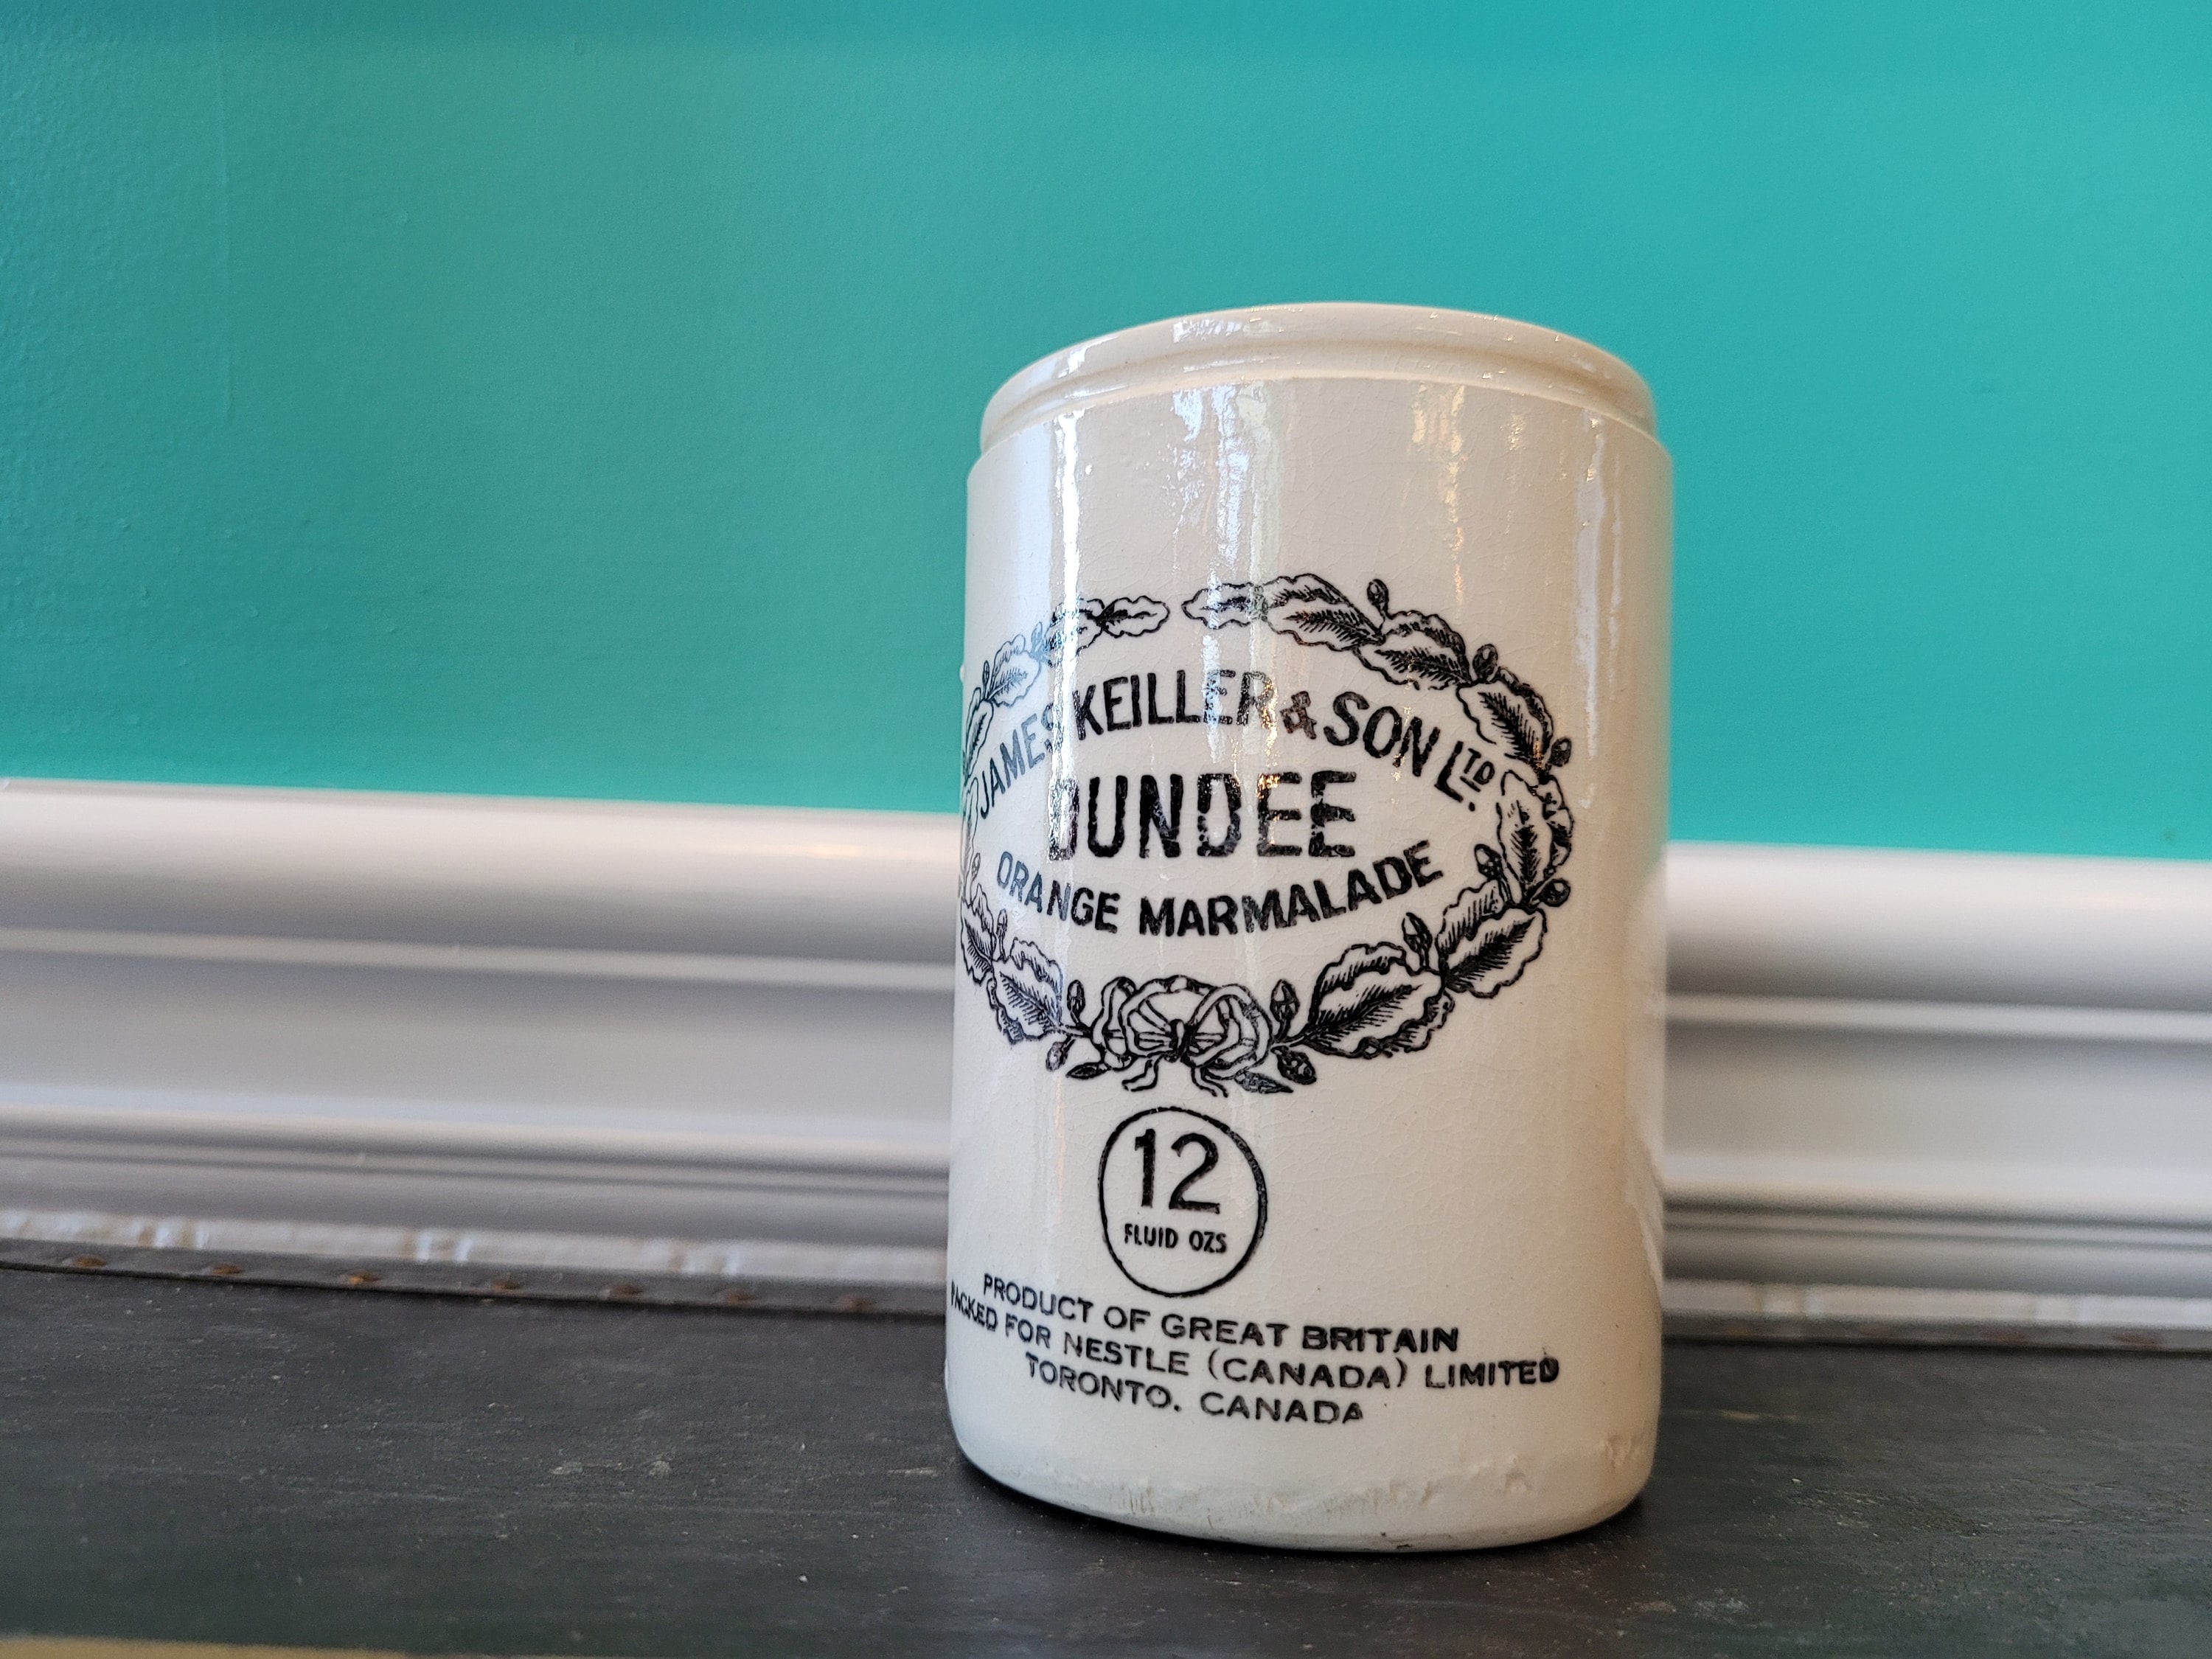 JAMES KEILLER & SON LTD.
DUNDEE
ORANGE MARMALADE
12
FLUID OZS
PRODUCT OF GREAT BRITAIN
PACKED FOR NESTLE (CANADA) LIMITED
TORONTO. CANADA